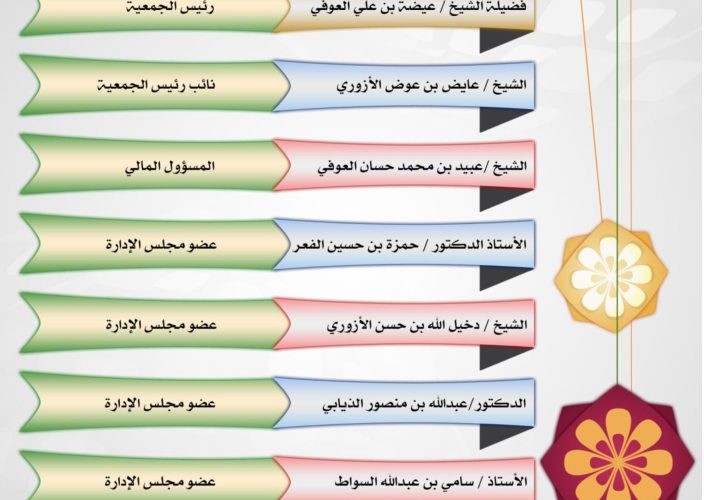 فضيلة الشيخ / عيضة بن علي العوفي رئيس الجمعية
الشيخ / عايض بن عوض الأزوري نائب رئيس الجمعية
الشيخ /عبيد بن محمد حسان العوفي المسؤول المالي
الأستاذ الدكتور / حمزة بن حسين الفعر عضو مجلس الإدارة
الشيخ / دخيل الله بن حسن الأزوري عضو مجلس الإدارة
الدكتور/عبدالله بن منصور الذيابي عضو مجلس الإدارة
الأستاذ / سامي بن عبدالله السواط عضو مجلس الإدارة